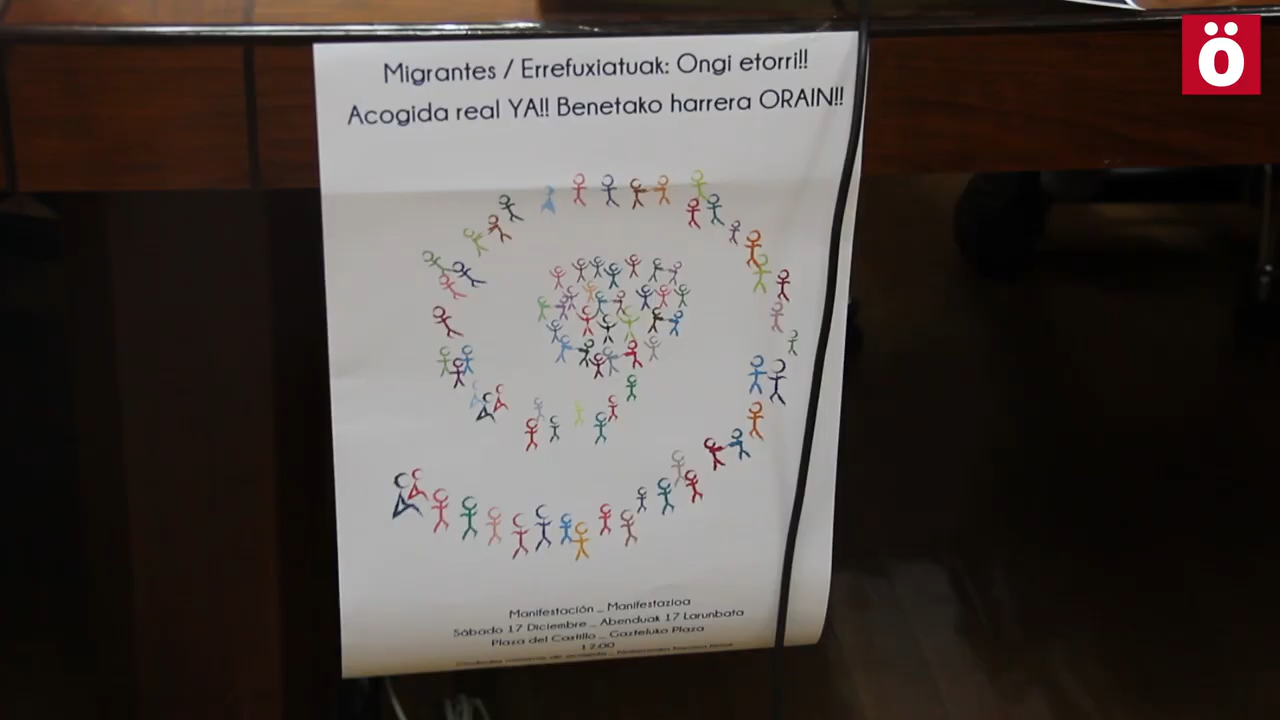 Migrantes / Errefuxiatuak: Ongi etorri!!
Acogida real YA!! Benetako harrera ORAIN!!
Manifestación _ Manifestazioa
Sábado 17 Diciembre _ Abenduak 17 Larunbata
Plaza del Castillo _ Gazteluko Plaza
17:00
ö